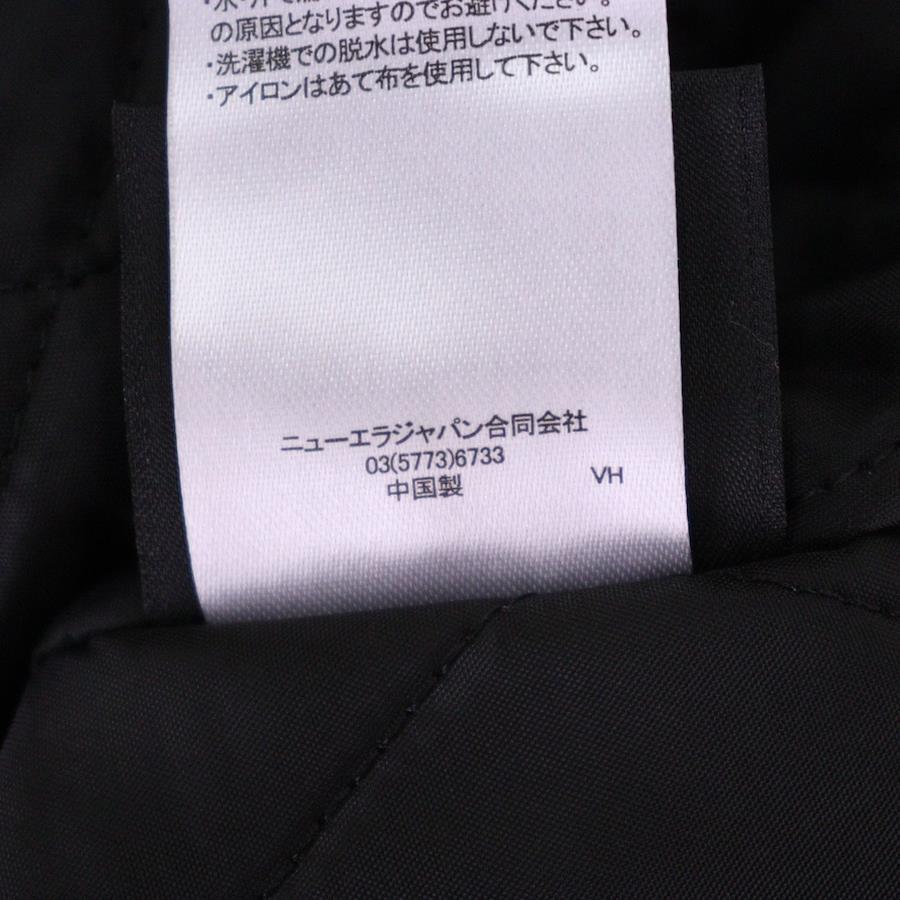 の原因となりますのでお避けください。
・洗濯機での脱水は使用しないで下さい。
・アイロンはあて布を使用して下さい。
ニューエラジャパン合同会社
03(5773)6733
中国製
VH